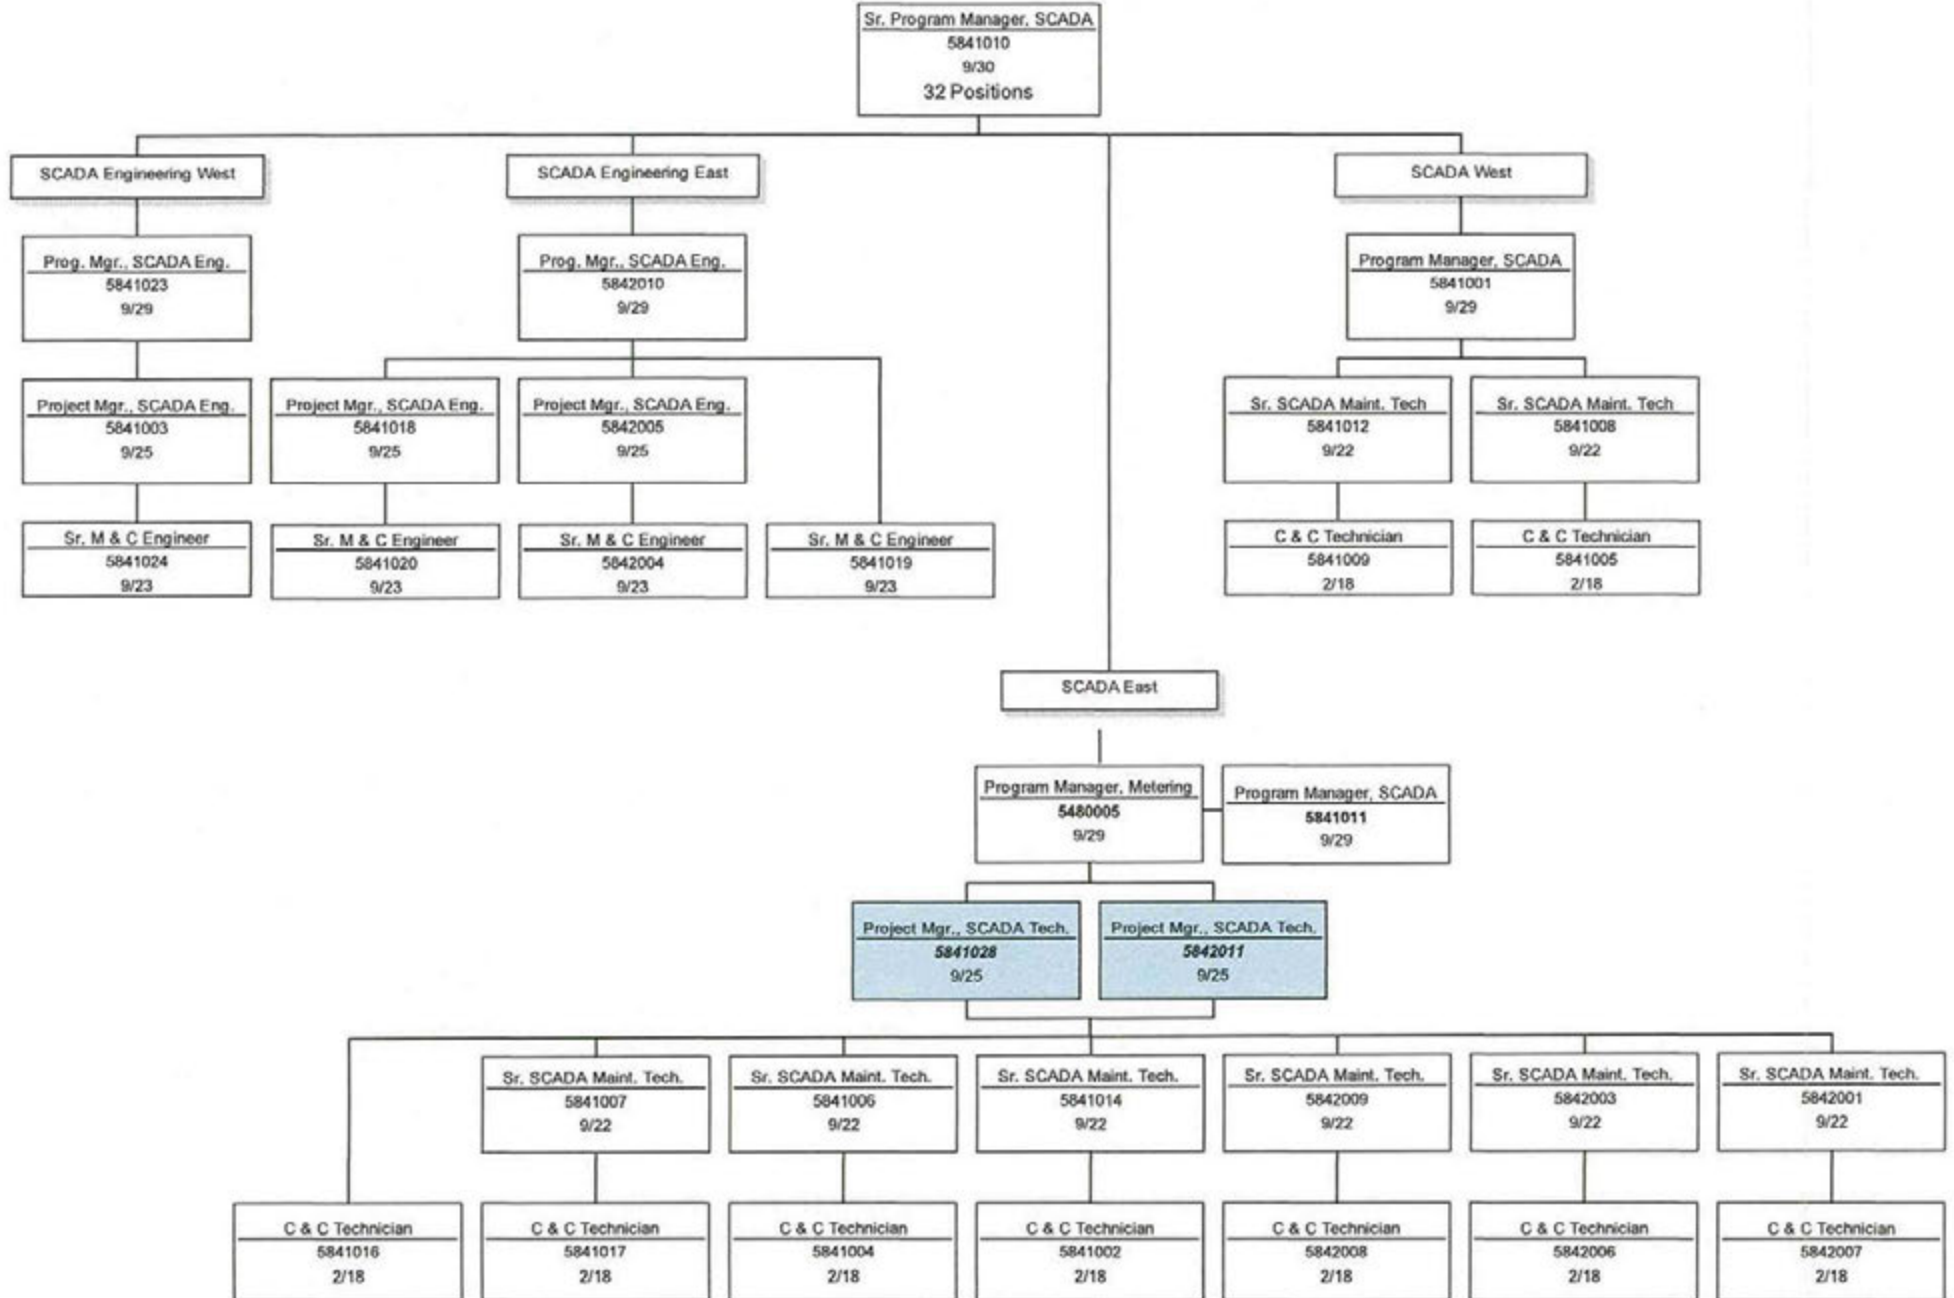 Sr. Program Manager, SCADA
5841010
9/30
32 Positions
SCADA Engineering West
SCADA Engineering East
SCADA West
Prog. Mgr., SCADA Eng.
5841023
9/29
Prog. Mgr., SCADA Eng.
5842010
9/29
Program Manager, SCADA
5841001
9/29
Project Mgr., SCADA Eng.
5841003
9/25
Project Mgr., SCADA Eng.
5841018
9/25
Project Mgr., SCADA Eng.
5842005
9/25
Sr. SCADA Maint. Tech
5841012
9/22
Sr. SCADA Maint. Tech
5841008
9/22
Sr. M & C Engineer
5841024
9/23
Sr. M & C Engineer
5841020
9/23
Sr. M & C Engineer
5842004
9/23
Sr. M & C Engineer
5841019
9/23
C & C Technician
5841009
2/18
C & C Technician
5841005
2/18
SCADA East
Program Manager, Metering
5480005
9/29
Program Manager, SCADA
5841011
9/29
Project Mgr., SCADA Tech.
5841028
9/25
Project Mgr., SCADA Tech.
5842011
9/25
Sr. SCADA Maint. Tech.
5841007
9/22
Sr. SCADA Maint. Tech.
5841006
9/22
Sr. SCADA Maint. Tech.
5841014
9/22
Sr. SCADA Maint. Tech.
5842009
9/22
Sr. SCADA Maint. Tech.
5842003
9/22
Sr. SCADA Maint. Tech.
5842001
9/22
C & C Technician
5841016
2/18
C & C Technician
5841017
2/18
C & C Technician
5841004
2/18
C & C Technician
5841002
2/18
C & C Technician
5842008
2/18
C & C Technician
5842006
2/18
C & C Technician
5842007
2/18